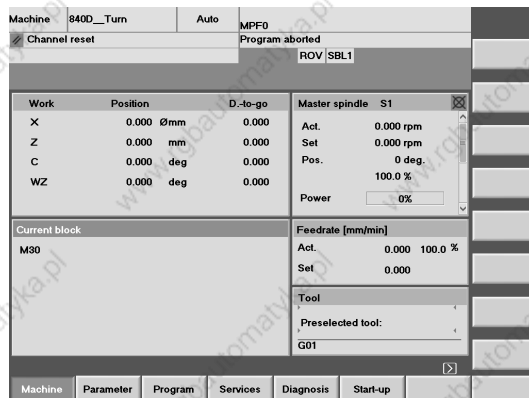 Machine 840D__Turn Auto MPF0
Channel reset Program aborted
ROV SBL1
Work Position D.-to-go
X 0.000 Ømm 0.000
Z 0.000 mm 0.000
C 0.000 deg 0.000
WZ 0.000 deg 0.000
Master spindle S1
Act. 0.000 rpm
Set 0.000 rpm
Pos. 0 deg.
100.0 %
Power 0%
Current block
M30
Feedrate [mm/min]
Act. 0.000 100.0 %
Set 0.000
Tool
Preselected tool:
G01
Machine Parameter Program Services Diagnosis Start-up